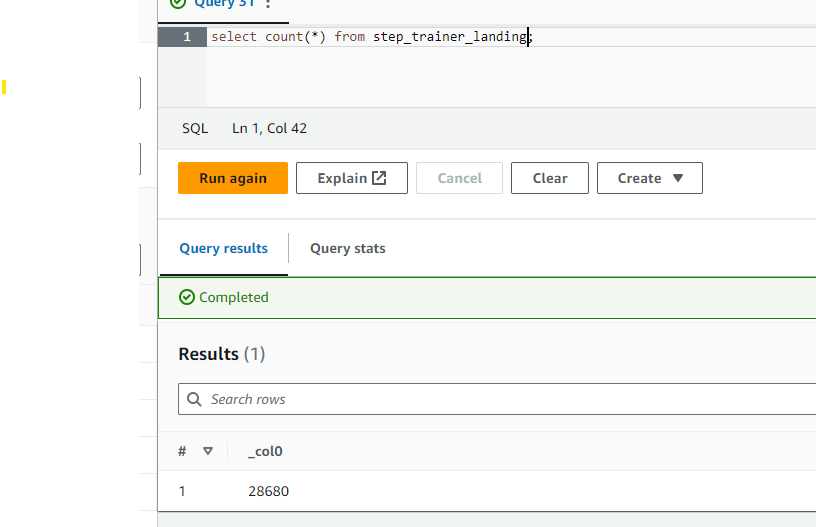 Query 31
1 select count(*) from step_trainer_landing;
SQL Ln 1, Col 42
Run again Explain Cancel Clear Create
Query results Query stats
Completed
Results (1)
Search rows
# _col0
1 28680